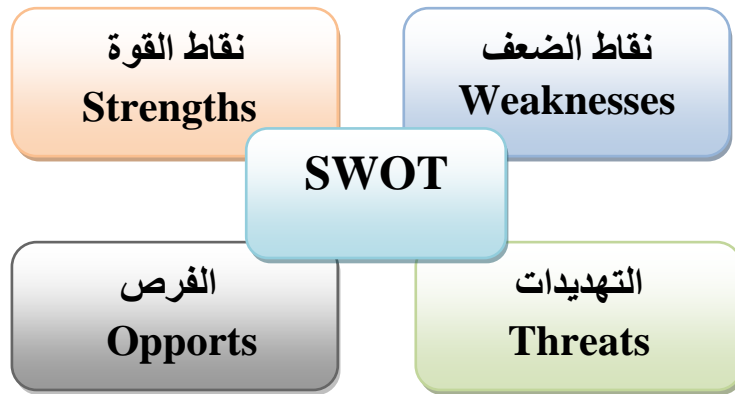 نقاط القوة
Strengths
نقاط الضعف
Weaknesses
SWOT
الفرص
Opports
التهديدات
Threats